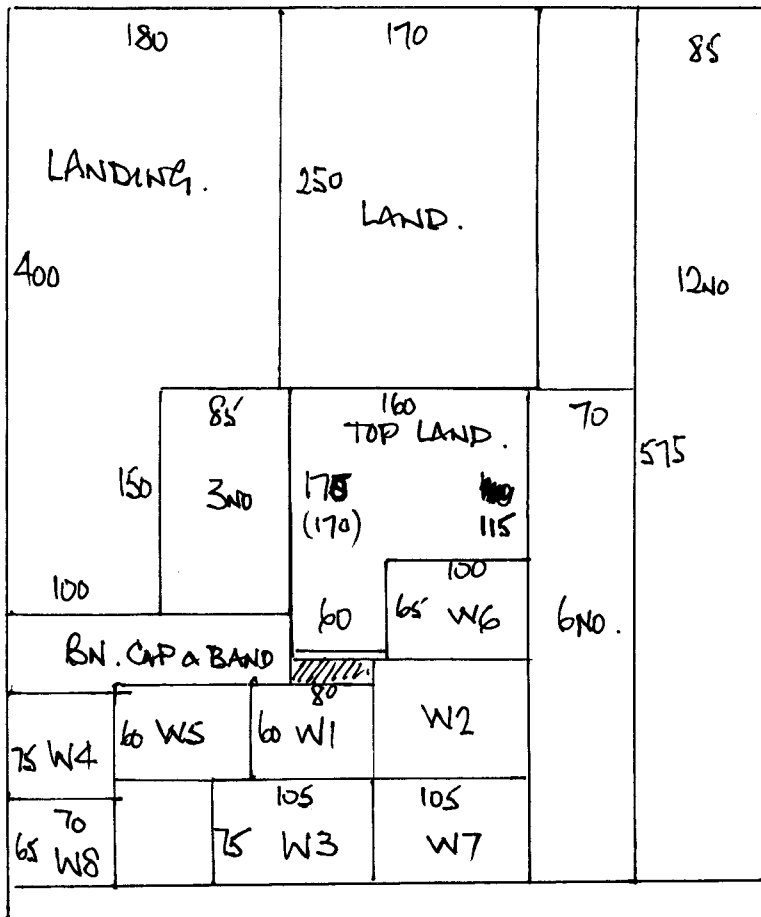 180
170
85
LANDING.
250
LAND.
400
12NO
85
160
TOP LAND.
70
150
3NO
175
(170)
115
575
100
60
100
65 W6
6NO.
BN. CAP & BAND
80
60 W5
60 W1
W2
75 W4
105
105
70
65 W8
75 W3
W7